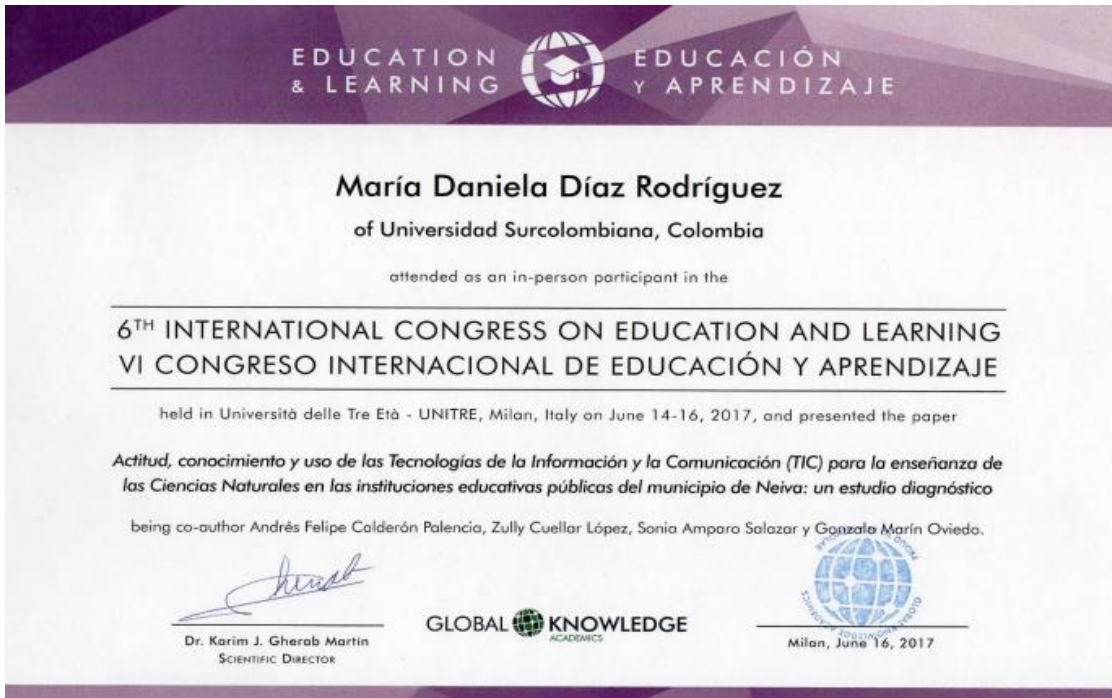 EDUCATION
& LEARNING
EDUCACIÓN
Y APRENDIZAJE
María Daniela Díaz Rodríguez
of Universidad Surcolombiana, Colombia
attended as an in-person participant in the
6TH INTERNATIONAL CONGRESS ON EDUCATION AND LEARNING
VI CONGRESO INTERNACIONAL DE EDUCACIÓN Y APRENDIZAJE
held in Università delle Tre Età - UNITRE, Milan, Italy on June 14-16, 2017, and presented the paper
Actitud, conocimiento y uso de las Tecnologías de la Información y la Comunicación (TIC) para la enseñanza de
las Ciencias Naturales en las instituciones educativas públicas del municipio de Neiva: un estudio diagnóstico
being co-author Andrés Felipe Calderón Palencia, Zully Cuellar López, Sonia Amparo Salazar y Gonzalo Marín Oviedo.
Dr. Karim J. Gherab Martín
SCIENTIFIC DIRECTOR
GLOBAL KNOWLEDGE
ACADEMICS
GLOBAL KNOWLEDGE ACADEMICS
Milan, June 16, 2017